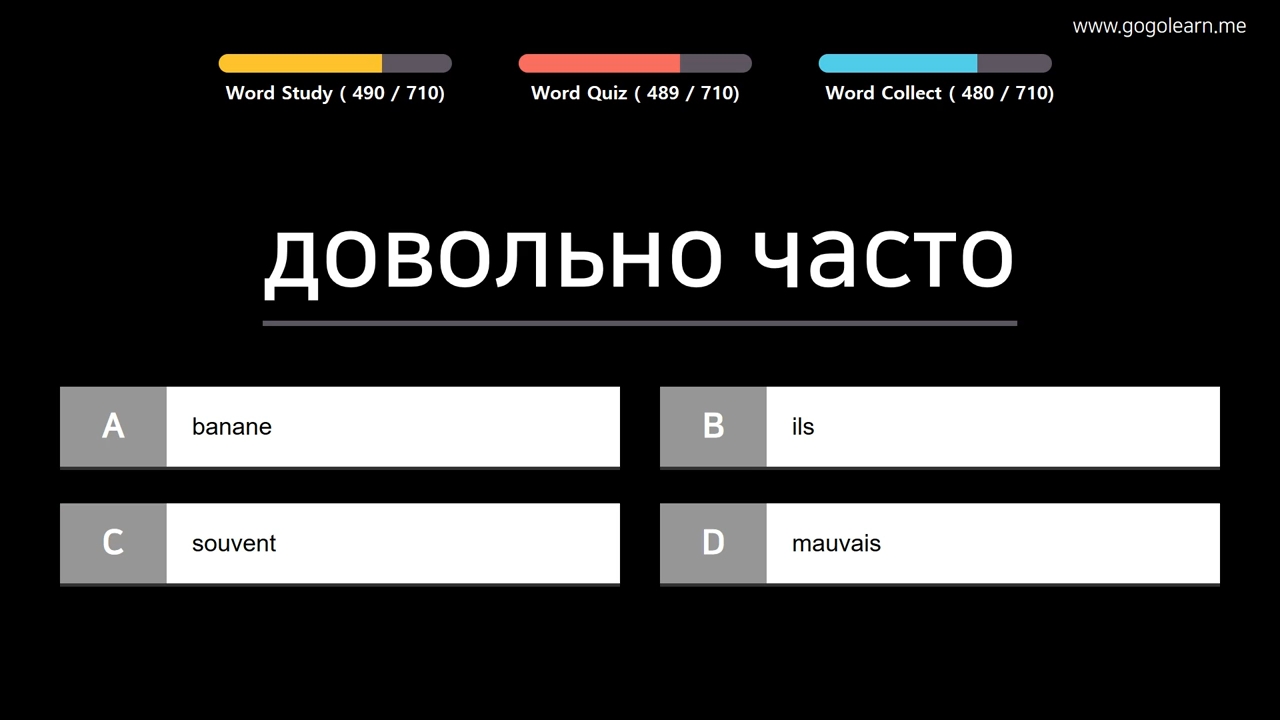 www.gogolearn.me
Word Study ( 490 / 710) Word Quiz ( 489 / 710) Word Collect ( 480 / 710)
довольно часто
A banane
B ils
C souvent
D mauvais